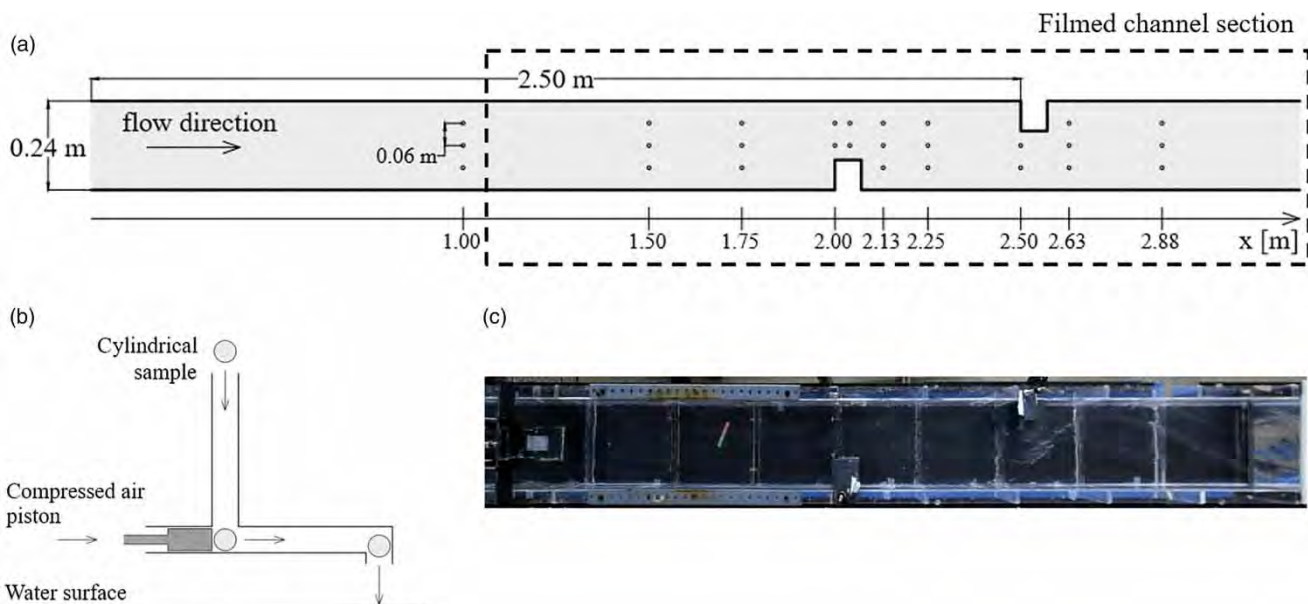 (a)
Filmed channel section
2.50 m
flow direction
0.24 m
0.06 m
1.00 1.50 1.75 2.00 2.13 2.25 2.50 2.63 2.88 x [m]
(b)
Cylindrical
sample
Compressed air
piston
Water surface
(c)